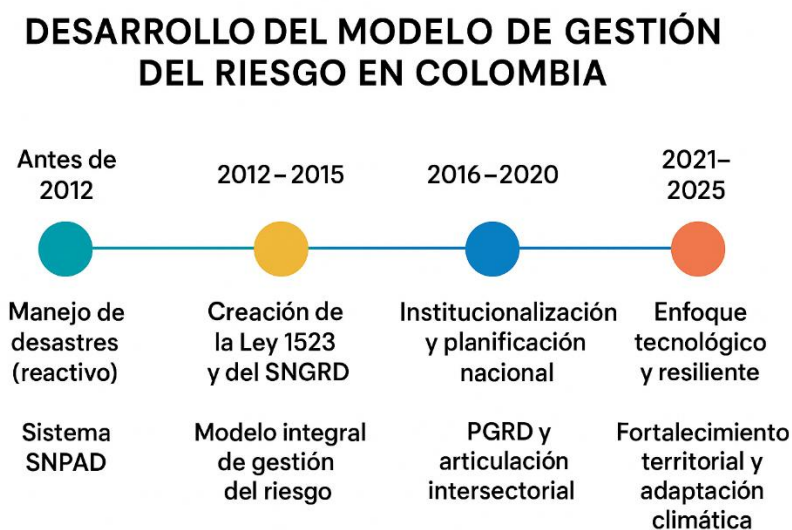 DESARROLLO DEL MODELO DE GESTIÓN
DEL RIESGO EN COLOMBIA
Antes de
2012
2012–2015
2016–2020
2021–
2025
Manejo de
desastres
(reactivo)
Creación de
la Ley 1523
y del SNGRD
Institucionalización
y planificación
nacional
Enfoque
tecnológico
y resiliente
Sistema
SNPAD
Modelo integral
de gestión
del riesgo
PGRD y
articulación
intersectorial
Fortalecimiento
territorial y
adaptación
climática